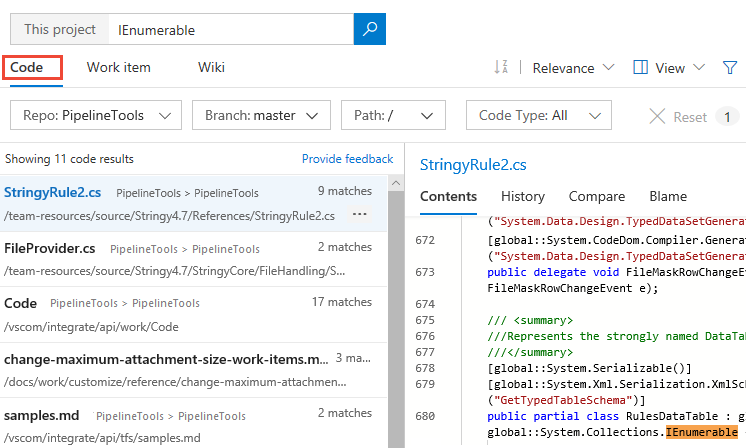 This project IEnumerable
Code Work item Wiki Relevance View
Repo: PipelineTools Branch: master Path: / Code Type: All Reset 1
Showing 11 code results Provide feedback
StringyRule2.cs PipelineTools > PipelineTools 9 matches
/team-resources/source/Stringy4.7/References/StringyRule2.cs ...
FileProvider.cs PipelineTools > PipelineTools 2 matches
/team-resources/source/Stringy4.7/StringyCore/FileHandling/S...
Code PipelineTools > PipelineTools 17 matches
/vscom/integrate/api/work/Code
change-maximum-attachment-size-work-items.m... 3 ma...
/docs/work/customize/reference/change-maximum-attachmen...
samples.md PipelineTools > PipelineTools 2 matches
/vscom/integrate/api/tfs/samples.md
StringyRule2.cs
Contents History Compare Blame
("System.Data.Design.TypedDataSetGenerat
672 [global::System.CodeDom.Compiler.Generat
("System.Data.Design.TypedDataSetGenerat
673 public delegate void FileMaskRowChangeEv
FileMaskRowChangeEvent e);
674
675 /// <summary>
676 ///Represents the strongly named DataTab
677 ///</summary>
678 [global::System.Serializable()]
679 [global::System.Xml.Serialization.XmlSch
("GetTypedTableSchema")]
680 public partial class RulesDataTable : gl
global::System.Collections.IEnumerable